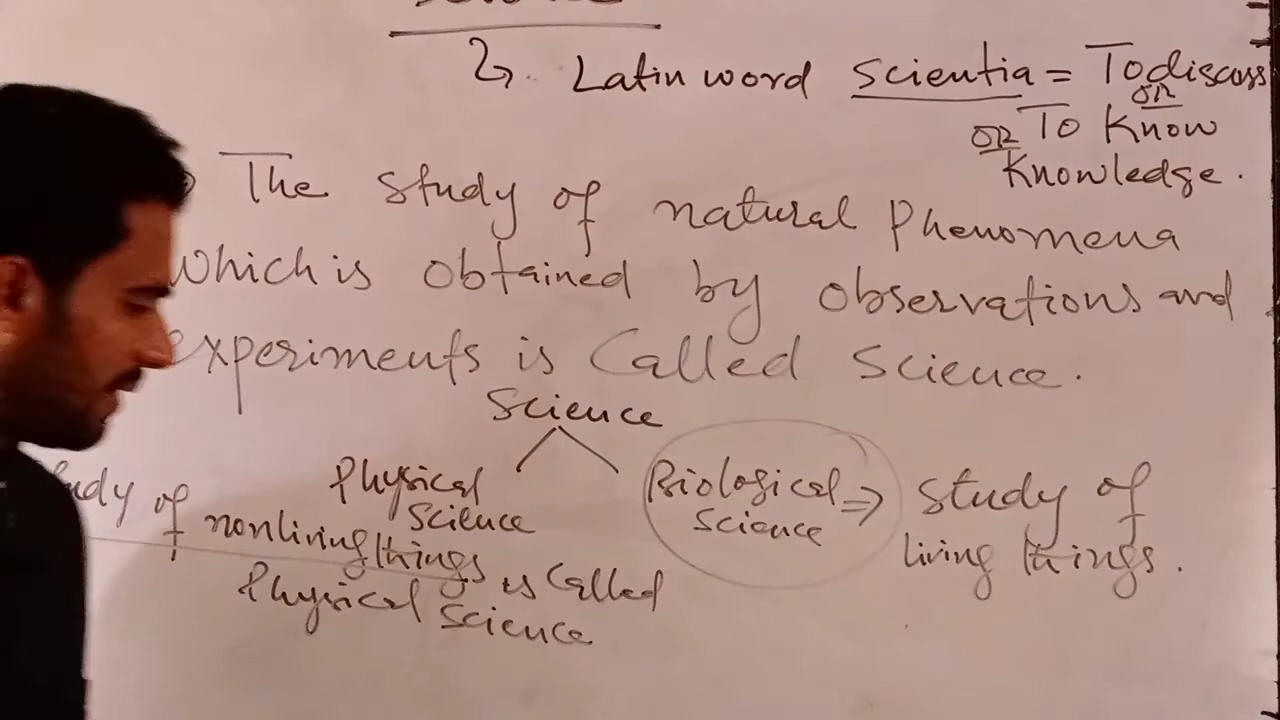 Latin word scientia = To discuss
OR
OR To Know
Knowledge.
The study of natural Phenomena
which is obtained by observations and
experiments is Called Science.
Science
Physical Science
Biological Science ⇒ study of living things.
study of nonliving things is Called
Physical Science